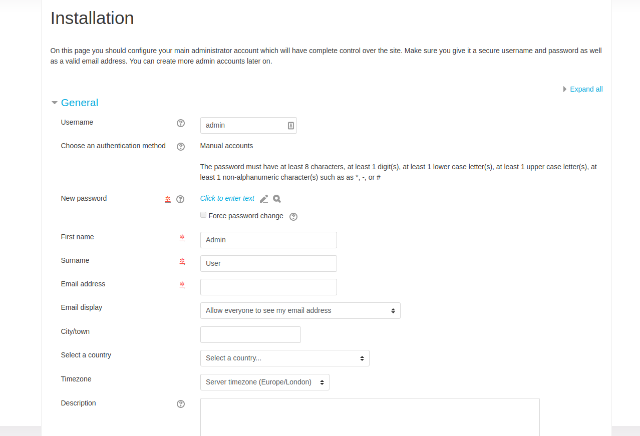 Installation
On this page you should configure your main administrator account which will have complete control over the site. Make sure you give it a secure username and password as well
as a valid email address. You can create more admin accounts later on.
Expand all
General
Username
admin
Choose an authentication method
Manual accounts
The password must have at least 8 characters, at least 1 digit(s), at least 1 lower case letter(s), at least 1 upper case letter(s), at
least 1 non-alphanumeric character(s) such as as *, -, or #
New password
Click to enter text
Force password change
First name
Admin
Surname
User
Email address
Email display
Allow everyone to see my email address
City/town
Select a country
Select a country...
Timezone
Server timezone (Europe/London)
Description